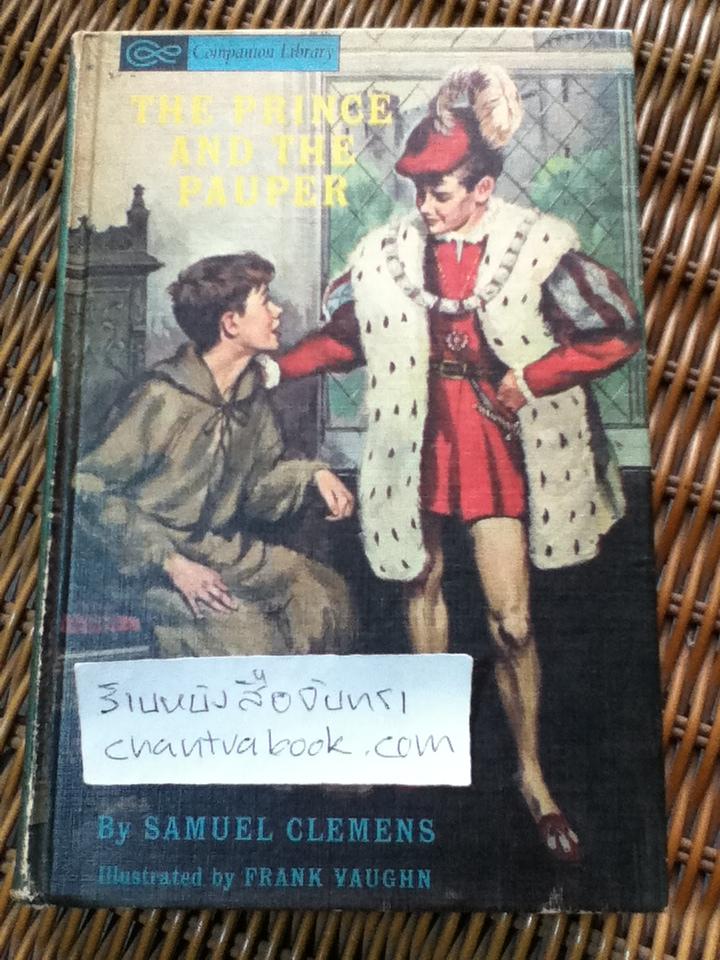 Companion Library
THE PRINCE
AND THE
PAUPER
ร้านหนังสือจันทรา
chantrabook.com
By SAMUEL CLEMENS
Illustrated by FRANK VAUGHN